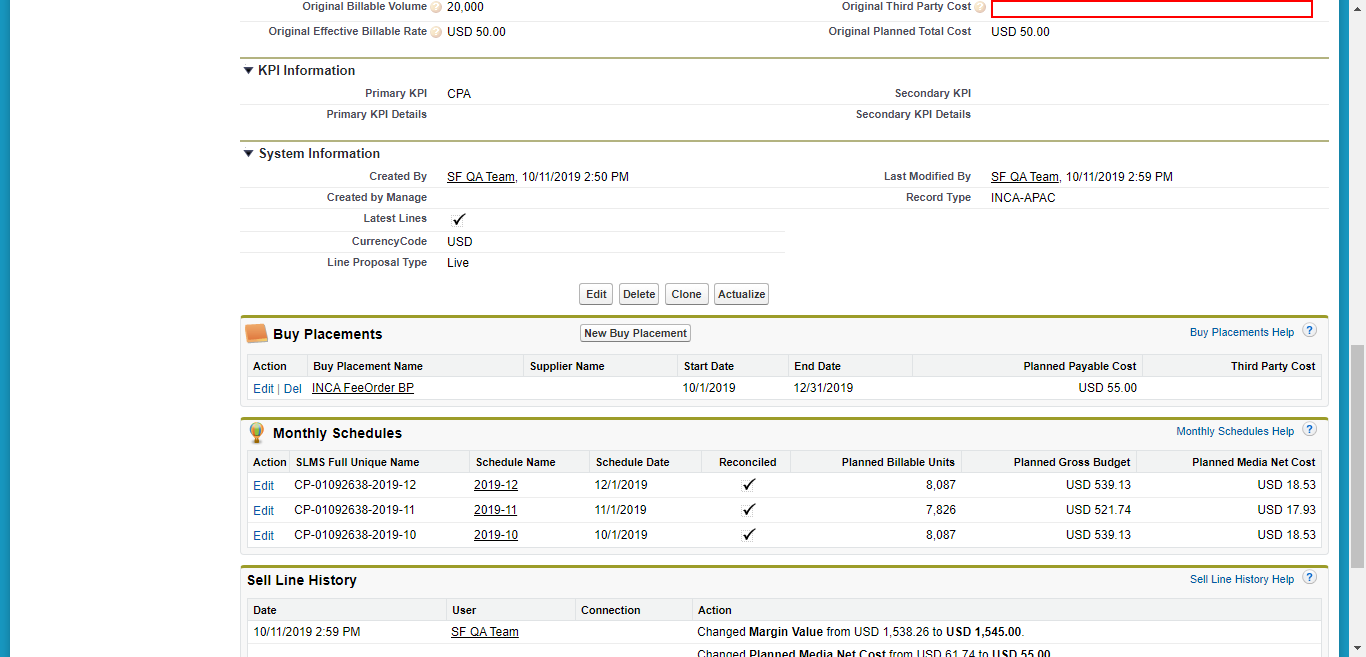 Original Billable Volume ? 20,000 Original Third Party Cost ?
Original Effective Billable Rate ? USD 50.00 Original Planned Total Cost USD 50.00
KPI Information
Primary KPI CPA Secondary KPI
Primary KPI Details Secondary KPI Details
System Information
Created By SF QA Team, 10/11/2019 2:50 PM Last Modified By SF QA Team, 10/11/2019 2:59 PM
Created by Manage Record Type INCA-APAC
Latest Lines ✓
CurrencyCode USD
Line Proposal Type Live
Edit Delete Clone Actualize
Buy Placements New Buy Placement Buy Placements Help ?
Action Buy Placement Name Supplier Name Start Date End Date Planned Payable Cost Third Party Cost
Edit | Del INCA FeeOrder BP 10/1/2019 12/31/2019 USD 55.00
Monthly Schedules Monthly Schedules Help ?
Action SLMS Full Unique Name Schedule Name Schedule Date Reconciled Planned Billable Units Planned Gross Budget Planned Media Net Cost
Edit CP-01092638-2019-12 2019-12 12/1/2019 ✓ 8,087 USD 539.13 USD 18.53
Edit CP-01092638-2019-11 2019-11 11/1/2019 ✓ 7,826 USD 521.74 USD 17.93
Edit CP-01092638-2019-10 2019-10 10/1/2019 ✓ 8,087 USD 539.13 USD 18.53
Sell Line History Sell Line History Help ?
Date User Connection Action
10/11/2019 2:59 PM SF QA Team Changed Margin Value from USD 1,538.26 to USD 1,545.00.
Changed Planned Media Net Cost from USD 61.74 to USD 55.00